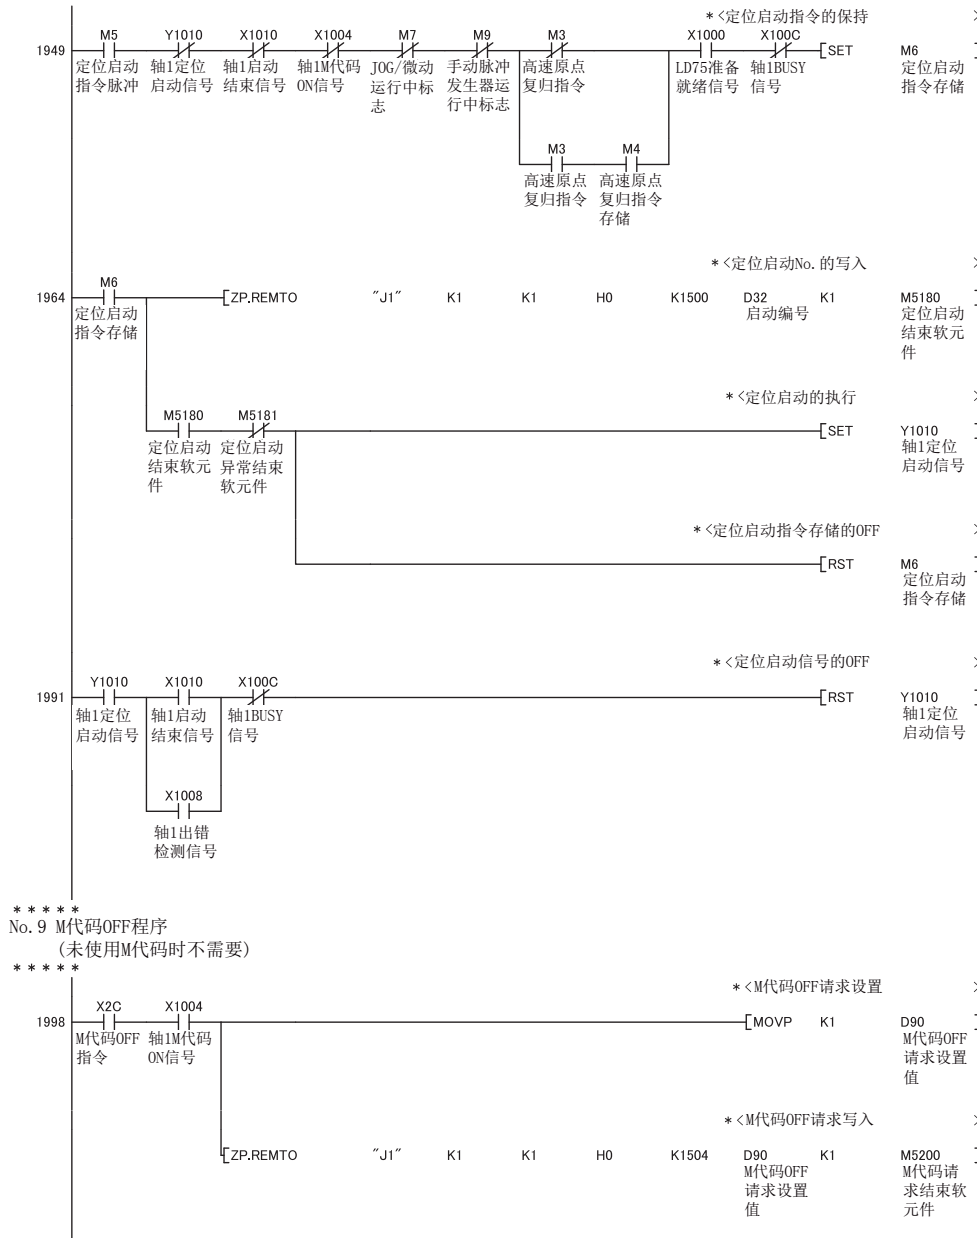 *<定位启动指令的保持 >
M5 Y1010 X1010 X1004 M7 M9 M3 X1000 X100C
1949 [SET M6 ]
定位启动 轴1定位 轴1启动 轴1M代码 JOG/微动 手动脉冲 高速原点 LD75准备 轴1BUSY 定位启动
指令脉冲 启动信号 结束信号 ON信号 运行中标 发生器运 复归指令 就绪信号 信号 指令存储
志 行中标志
M3 M4
高速原点 高速原点
复归指令 复归指令
存储
*<定位启动No.的写入 >
M6
1964 [ZP.REMTO "J1" K1 K1 H0 K1500 D32 K1 M5180 ]
定位启动 启动编号 定位启动
指令存储 结束软元
件
*<定位启动的执行 >
M5180 M5181
[SET Y1010 ]
定位启动 定位启动 轴1定位
结束软元 异常结束 启动信号
件 软元件
*<定位启动指令存储的OFF >
[RST M6 ]
定位启动
指令存储
*<定位启动信号的OFF >
Y1010 X1010 X100C
1991 [RST Y1010 ]
轴1定位 轴1启动 轴1BUSY 轴1定位
启动信号 结束信号 信号 启动信号
X1008
轴1出错
检测信号
* * * * *
No.9 M代码OFF程序
(未使用M代码时不需要)
* * * * *
*<M代码OFF请求设置 >
X2C X1004
1998 [MOVP K1 D90 ]
M代码OFF 轴1M代码 M代码OFF
指令 ON信号 请求设置
值
*<M代码OFF请求写入 >
[ZP.REMTO "J1" K1 K1 H0 K1504 D90 K1 M5200 ]
M代码OFF M代码请
请求设置 求结束软
值 元件